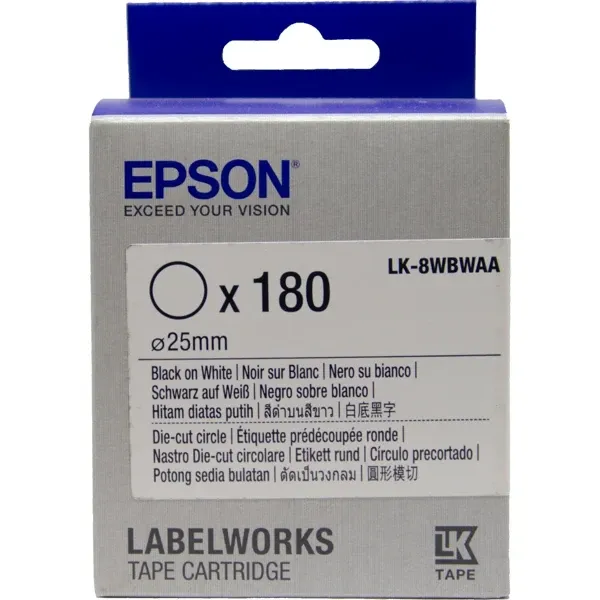 EPSON®
EXCEED YOUR VISION
LK-8WBWAA
x 180
⌀25mm
Black on White | Noir sur Blanc | Nero su bianco |
Schwarz auf Weiß | Negro sobre blanco |
Hitam diatas putih | สีดำบนสีขาว | 白底黑字
Die-cut circle | Étiquette prédécoupée ronde |
Nastro Die-cut circolare | Etikett rund | Círculo precortado |
Potong sedia bulatan | ตัดเป็นวงกลม | 圓形模切
LABELWORKS
TAPE CARTRIDGE
LK
TAPE